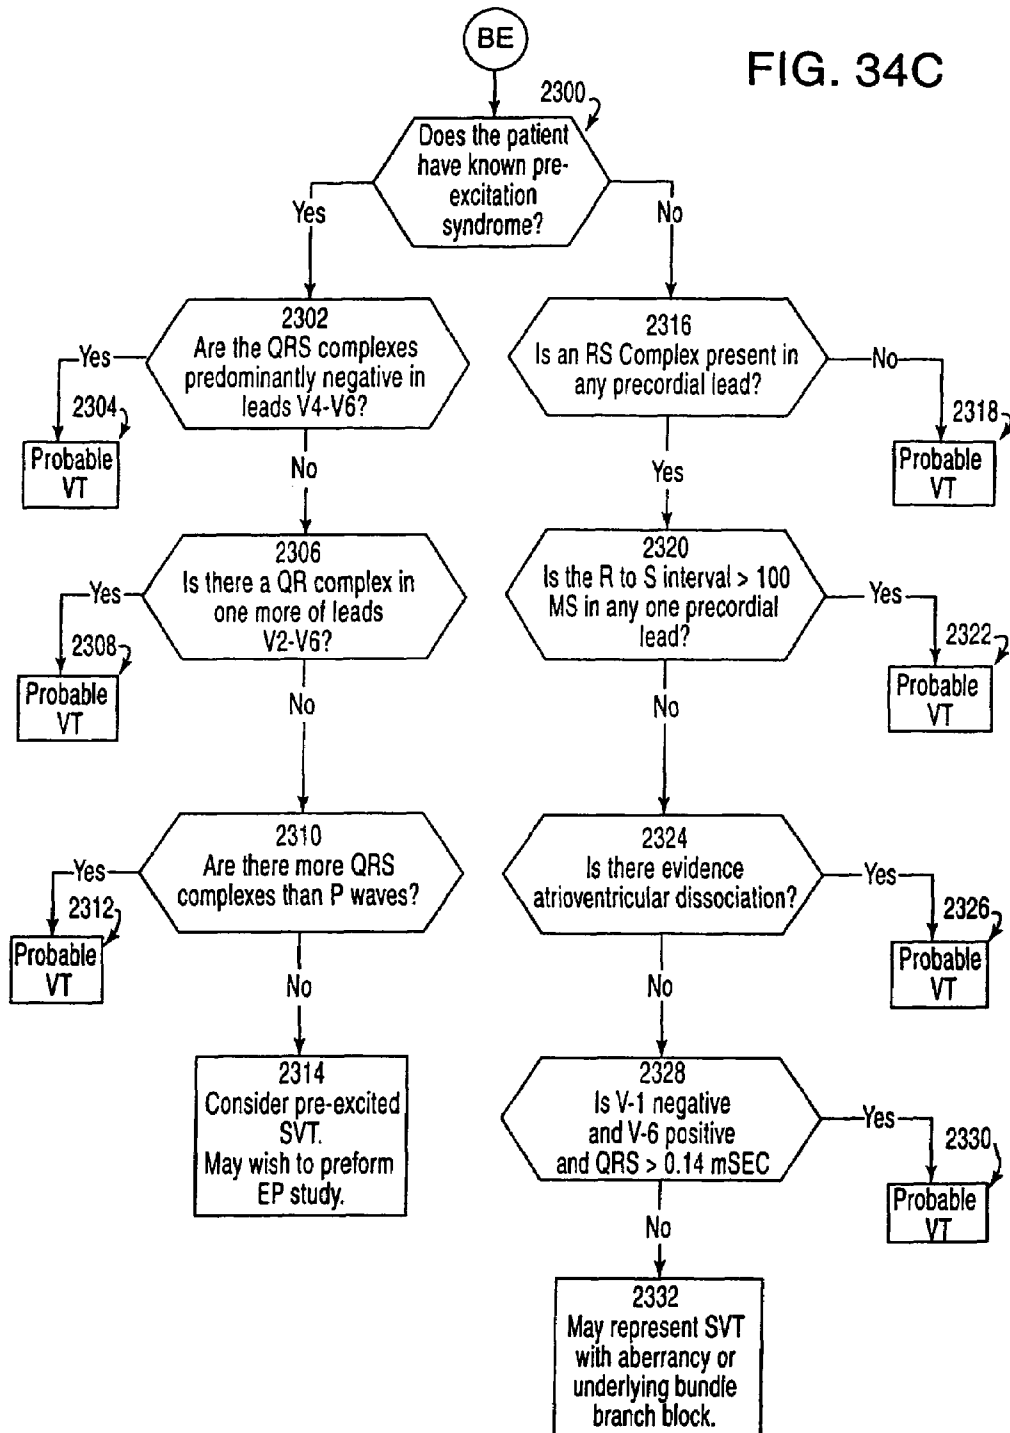 BE
FIG. 34C
2300
Does the patient
have known pre-
excitation
syndrome?
Yes
No
2302
Are the QRS complexes
predominantly negative in
leads V4-V6?
Yes
2304
Probable
VT
No
2306
Is there a QR complex in
one more of leads
V2-V6?
Yes
2308
Probable
VT
No
2310
Are there more QRS
complexes than P waves?
Yes
2312
Probable
VT
No
2314
Consider pre-excited
SVT.
May wish to preform
EP study.
2316
Is an RS Complex present in
any precordial lead?
No
2318
Probable
VT
Yes
2320
Is the R to S interval > 100
MS in any one precordial
lead?
Yes
2322
Probable
VT
No
2324
Is there evidence
atrioventricular dissociation?
Yes
2326
Probable
VT
No
2328
Is V-1 negative
and V-6 positive
and QRS > 0.14 mSEC
Yes
2330
Probable
VT
No
2332
May represent SVT
with aberrancy or
underlying bundle
branch block.